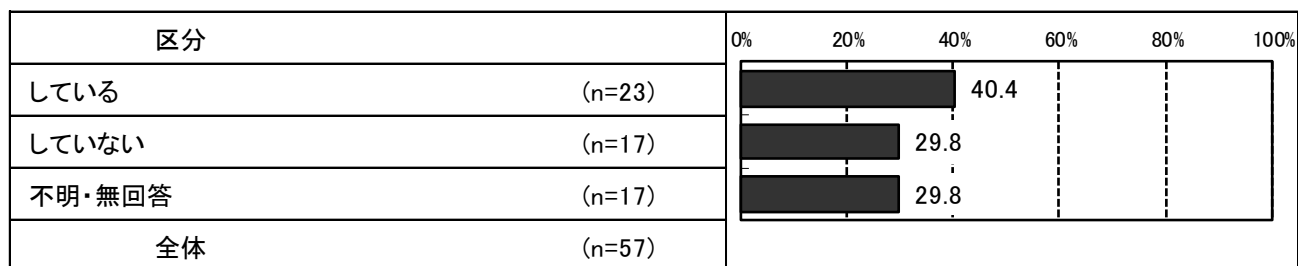 区分 0% 20% 40% 60% 80% 100%
している (n=23) 40.4
していない (n=17) 29.8
不明・無回答 (n=17) 29.8
全体 (n=57)